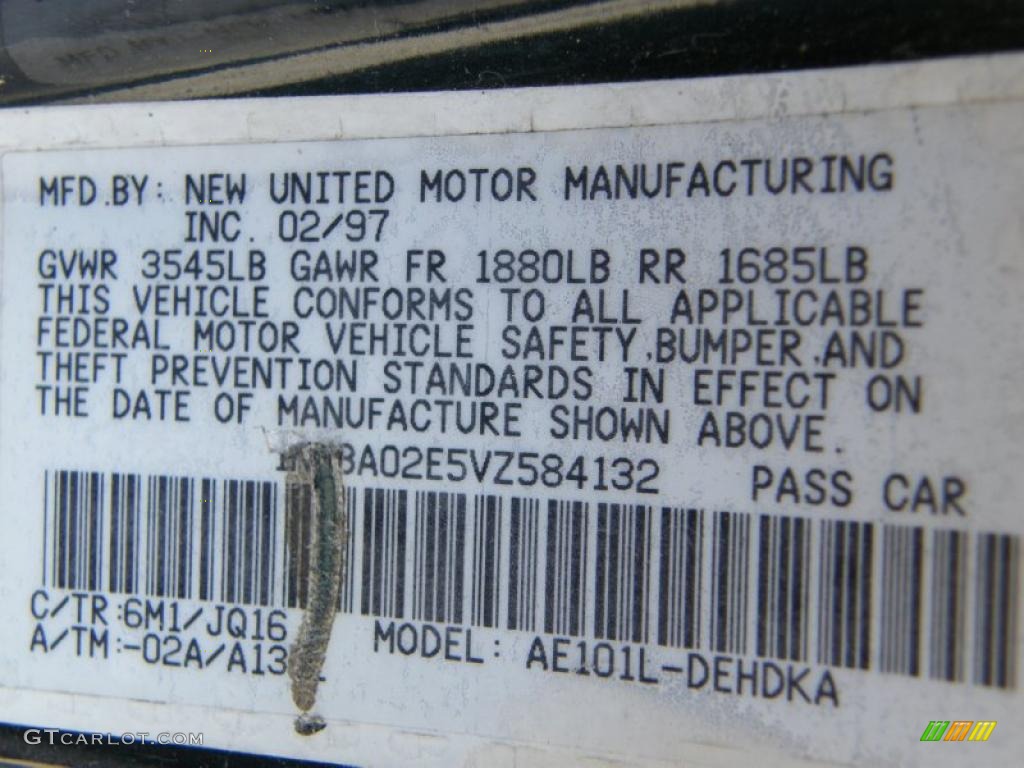 MFD.BY: NEW UNITED MOTOR MANUFACTURING
INC. 02/97
GVWR 3545LB GAWR FR 1880LB RR 1685LB
THIS VEHICLE CONFORMS TO ALL APPLICABLE
FEDERAL MOTOR VEHICLE SAFETY,BUMPER,AND
THEFT PREVENTION STANDARDS IN EFFECT ON
THE DATE OF MANUFACTURE SHOWN ABOVE.
BA02E5VZ584132 PASS CAR
C/TR:6M1/JQ16
A/TM:-02A/A13
MODEL: AE101L-DEHDKA
GTCARLOT.COM